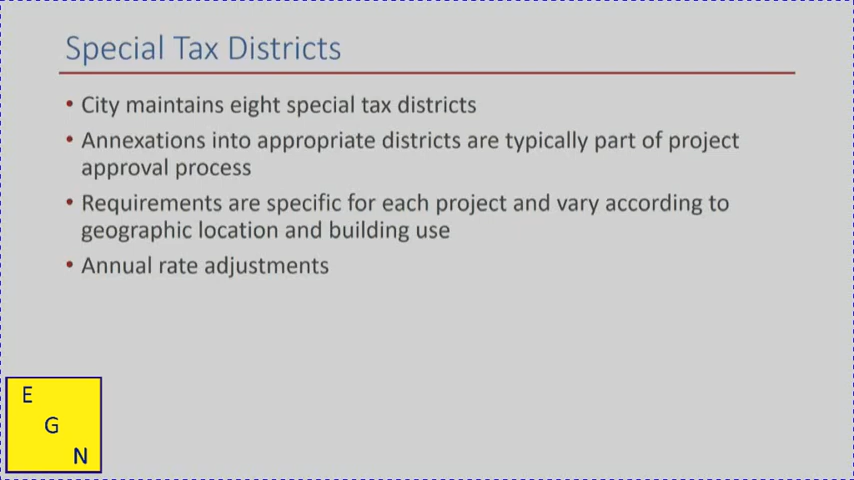 Special Tax Districts
• City maintains eight special tax districts
• Annexations into appropriate districts are typically part of project
approval process
• Requirements are specific for each project and vary according to
geographic location and building use
• Annual rate adjustments
E
G
N